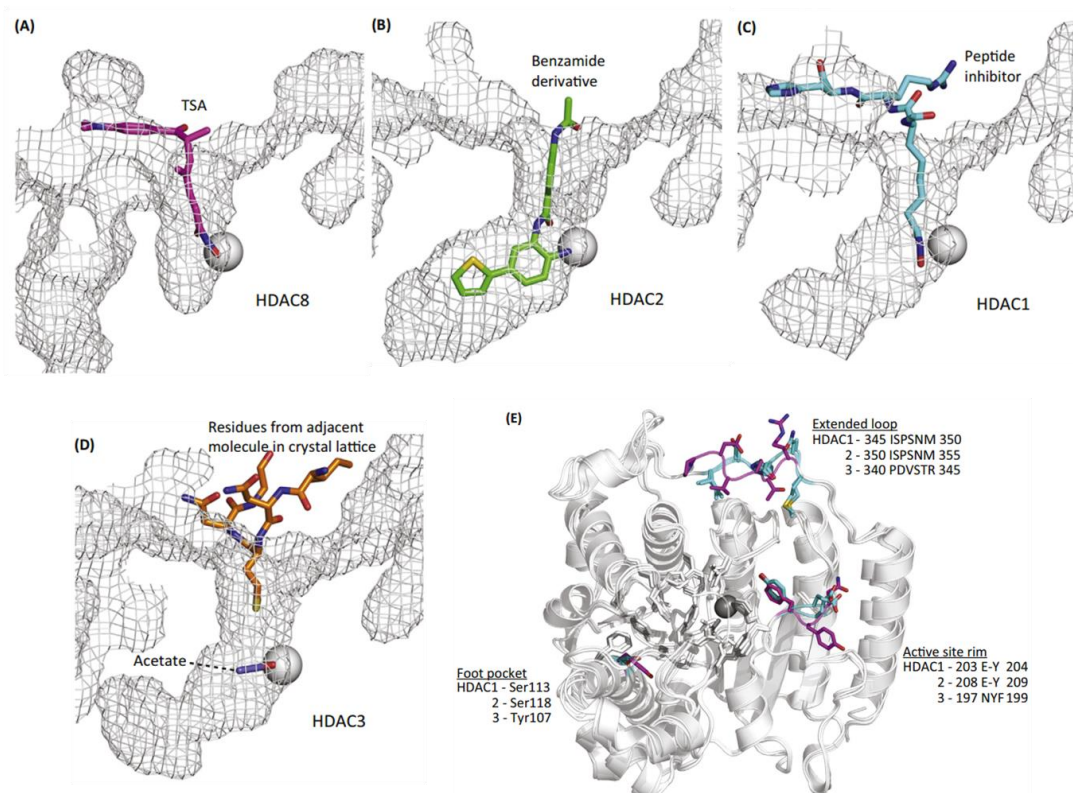 (A)
TSA
HDAC8
(B)
Benzamide
derivative
HDAC2
(C)
Peptide
inhibitor
HDAC1
(D)
Residues from adjacent
molecule in crystal lattice
Acetate
HDAC3
(E)
Extended loop
HDAC1 - 345 ISPSNM 350
2 - 350 ISPSNM 355
3 - 340 PDVSTR 345
Foot pocket
HDAC1 - Ser113
2 - Ser118
3 - Tyr107
Active site rim
HDAC1 - 203 E-Y 204
2 - 208 E-Y 209
3 - 197 NYF 199